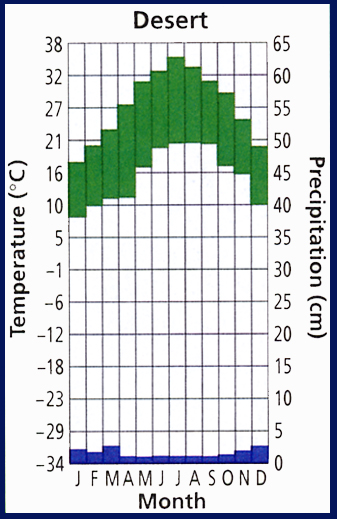 Desert
38 65
32 60
27 55
21 50
16 45
10 40
5 35
−1 30
−6 25
−12 20
−18 15
−23 10
−29 5
−34 0
Temperature (°C)
Precipitation (cm)
J F M A M J J A S O N D
Month